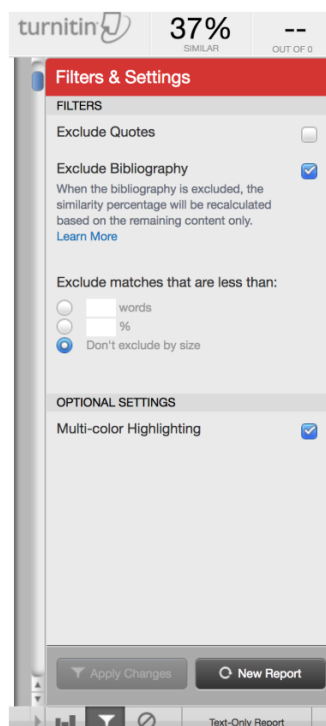 turnitin
37%
SIMILAR
--
OUT OF 0
Filters & Settings
FILTERS
Exclude Quotes
Exclude Bibliography
When the bibliography is excluded, the
similarity percentage will be recalculated
based on the remaining content only.
Learn More
Exclude matches that are less than:
words
%
Don't exclude by size
OPTIONAL SETTINGS
Multi-color Highlighting
Apply Changes
New Report
Text-Only Report